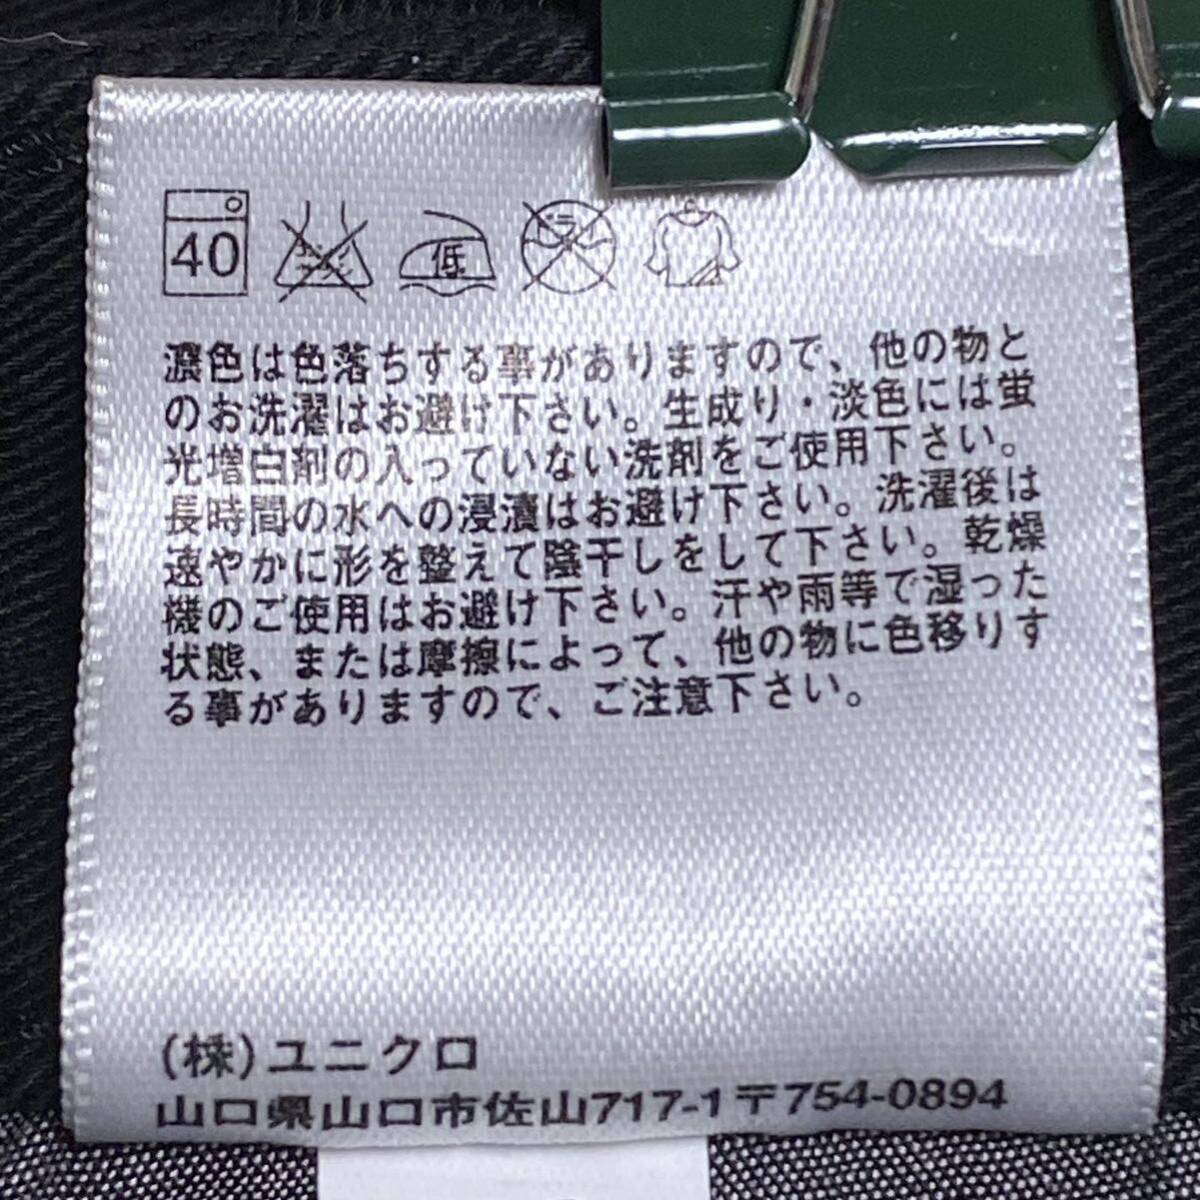 40
エンソ
サラシ
低
ドライ
濃色は色落ちする事がありますので、他の物と
のお洗濯はお避け下さい。生成り・淡色には蛍
光増白剤の入っていない洗剤をご使用下さい。
長時間の水への浸漬はお避け下さい。洗濯後は
速やかに形を整えて陰干しをして下さい。乾燥
機のご使用はお避け下さい。汗や雨等で湿った
状態、または摩擦によって、他の物に色移りす
る事がありますので、ご注意下さい。
(株)ユニクロ
山口県山口市佐山717-1〒754-0894